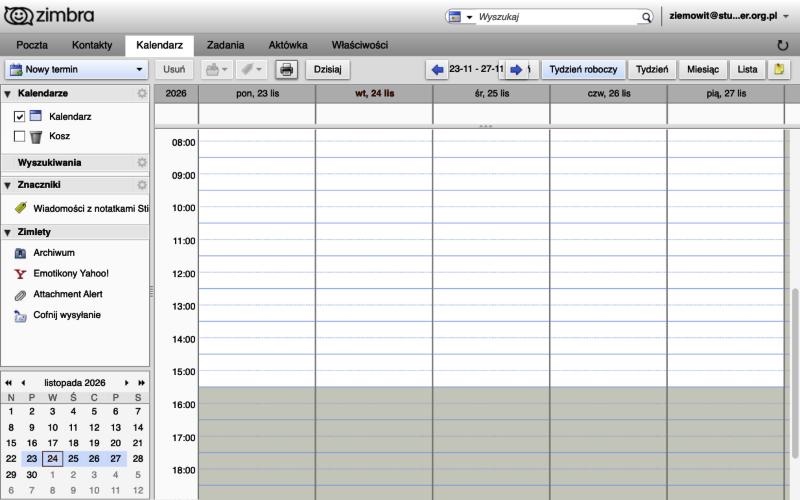 zimbra
Wyszukaj
ziemowit@stu...er.org.pl
Poczta Kontakty Kalendarz Zadania Aktówka Właściwości
Nowy termin Usuń Dzisiaj 23-11 - 27-11 Tydzień roboczy Tydzień Miesiąc Lista
Kalendarze
Kalendarz
Kosz
Wyszukiwania
Znaczniki
Wiadomości z notatkami Sti
Zimlety
Archiwum
Emotikony Yahoo!
Attachment Alert
Cofnij wysyłanie
listopada 2026
N P W Ś C P S
1 2 3 4 5 6 7
8 9 10 11 12 13 14
15 16 17 18 19 20 21
22 23 24 25 26 27 28
29 30 1 2 3 4 5
6 7 8 9 10 11 12
2026 pon, 23 lis wt, 24 lis śr, 25 lis czw, 26 lis pią, 27 lis
08:00
09:00
10:00
11:00
12:00
13:00
14:00
15:00
16:00
17:00
18:00